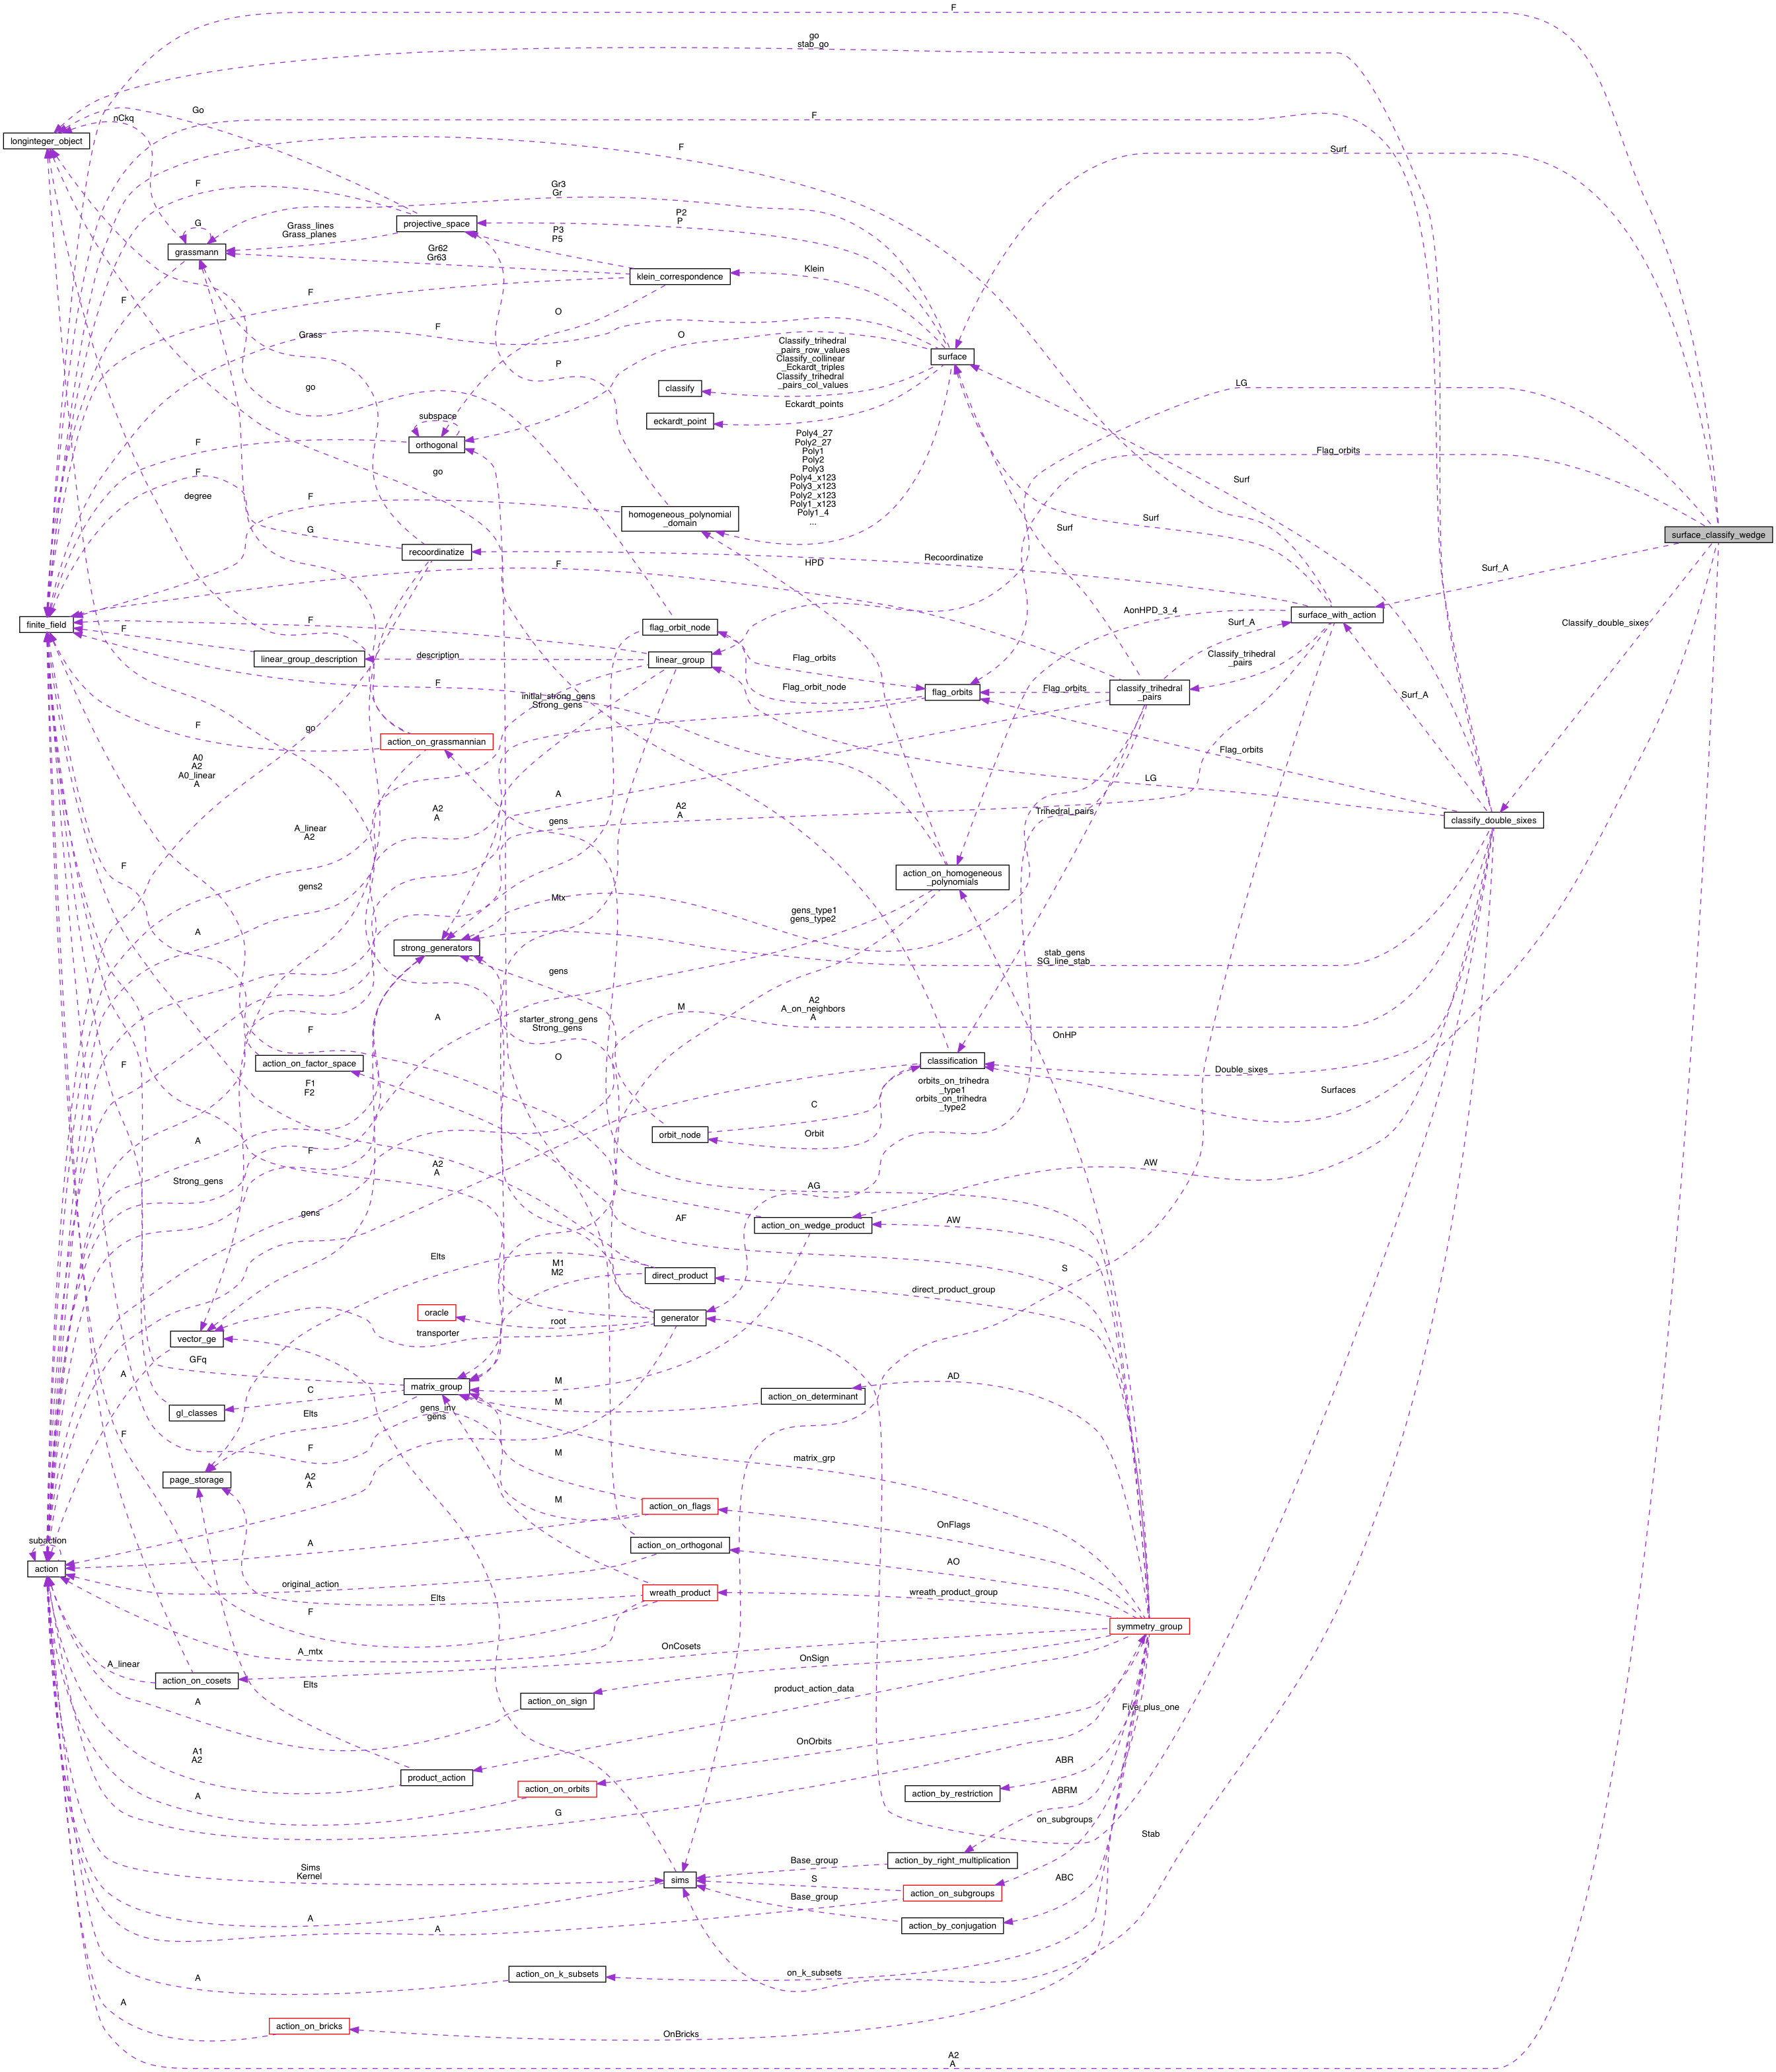 F
go
stab_go
Go
nCkq
longinteger_object
F
F
Surf
F
Gr3
Gr
P2
P
G
Grass_lines
Grass_planes
projective_space
P3
P5
grassmann
Gr62
Gr63
klein_correspondence
Klein
F
F
O
F
Grass
O
P
Classify_trihedral
_pairs_row_values
Classify_collinear
_Eckardt_triples
Classify_trihedral
_pairs_col_values
surface
classify
go
LG
Eckardt_points
eckardt_point
subspace
orthogonal
F
Poly4_27
Poly2_27
Poly1
Poly2
Poly3
Poly4_x123
Poly3_x123
Poly2_x123
Poly1_x123
Poly1_4
...
Flag_orbits
F
go
Surf
degree
F
homogeneous_polynomial
_domain
Surf
Surf
surface_classify_wedge
G
recoordinatize
Recoordinatize
HPD
F
Surf_A
finite_field
F
F
flag_orbit_node
AonHPD_3_4
Surf_A
surface_with_action
Classify_double_sixes
linear_group_description
description
linear_group
Flag_orbits
Classify_trihedral
_pairs
F
Flag_orbit_node
flag_orbits
Flag_orbits
classify_trihedral
_pairs
Surf_A
initial_strong_gens
Strong_gens
F
go
action_on_grassmannian
Flag_orbits
A0
A2
A0_linear
A
LG
A
A2
A
A2
A
Trihedral_pairs
classify_double_sixes
gens
A_linear
A2
F
gens2
action_on_homogeneous
_polynomials
Mtx
gens_type1
gens_type2
A
strong_generators
stab_gens
SG_line_stab
gens
M
A2
A_on_neighbors
A
A
starter_strong_gens
Strong_gens
F
OnHP
O
classification
action_on_factor_space
F
Double_sixes
F1
F2
orbits_on_trihedra
_type1
orbits_on_trihedra
_type2
Surfaces
C
orbit_node
Orbit
A
F
A2
A
AW
Strong_gens
AG
gens
AF
action_on_wedge_product
AW
Elts
M1
M2
direct_product
S
direct_product_group
oracle
root
generator
vector_ge
transporter
GFq
A
matrix_group
M
AD
C
M
action_on_determinant
gl_classes
Elts
gens_inv
gens
F
F
M
matrix_grp
page_storage
A2
A
M
action_on_flags
OnFlags
subaction
A
action_on_orthogonal
action
AO
original_action
Elts
wreath_product
wreath_product_group
F
symmetry_group
A_mtx
OnCosets
A_linear
OnSign
action_on_cosets
Elts
product_action_data
A
action_on_sign
Five_plus_one
OnOrbits
A1
A2
ABR
product_action
action_on_orbits
action_by_restriction
ABRM
A
G
on_subgroups
Stab
action_by_right_multiplication
Base_group
Sims
Kernel
sims
S
ABC
action_on_subgroups
Base_group
A
A
action_by_conjugation
action_on_k_subsets
on_k_subsets
A
A
action_on_bricks
OnBricks
A2
A